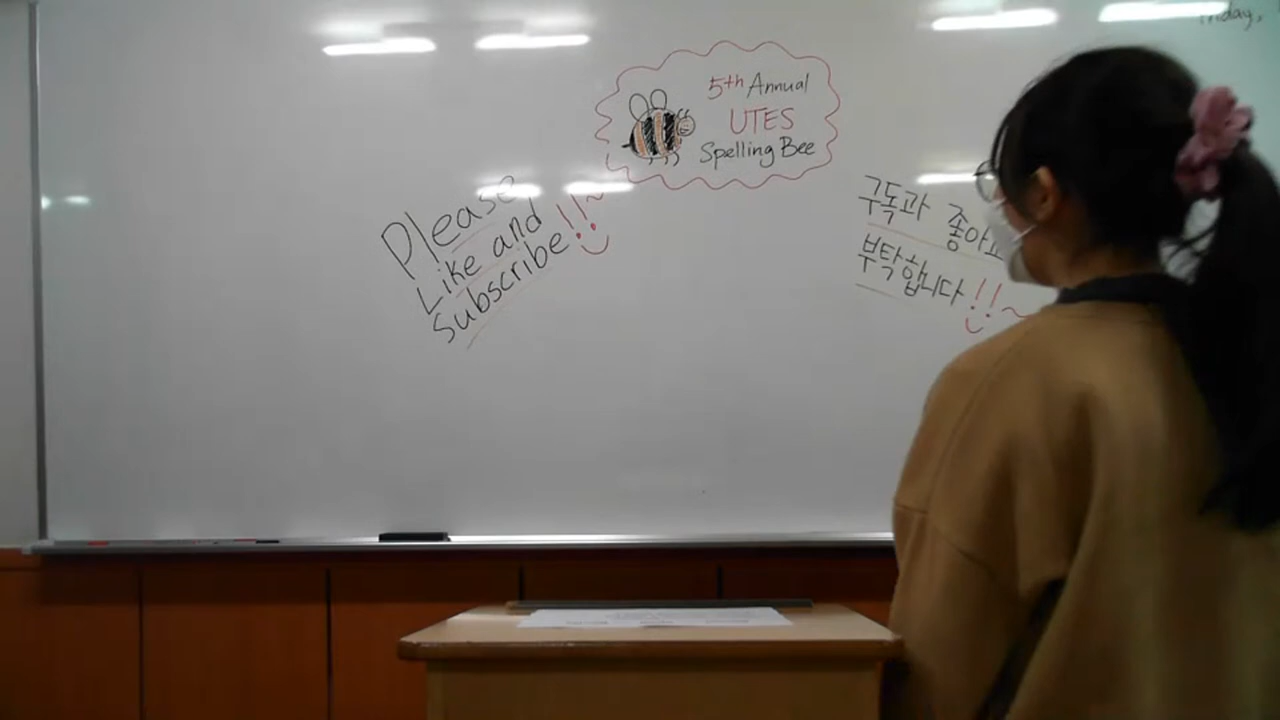 5th Annual
UTES
Spelling Bee
Please
Like and
subscribe!!~
구독과 좋아요
부탁합니다!!~